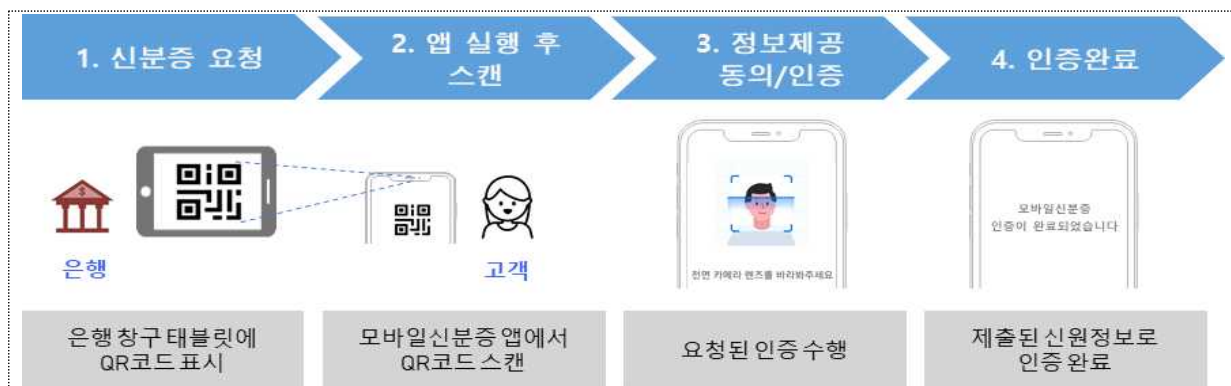 1. 신분증 요청
2. 앱 실행 후
스캔
3. 정보제공
동의/인증
4. 인증완료
은행
고객
전면 카메라 렌즈를 바라봐주세요
모바일신분증
인증이 완료되었습니다
은행 창구 태블릿에
QR코드 표시
모바일신분증 앱에서
QR코드 스캔
요청된 인증 수행
제출된 신원정보로
인증 완료